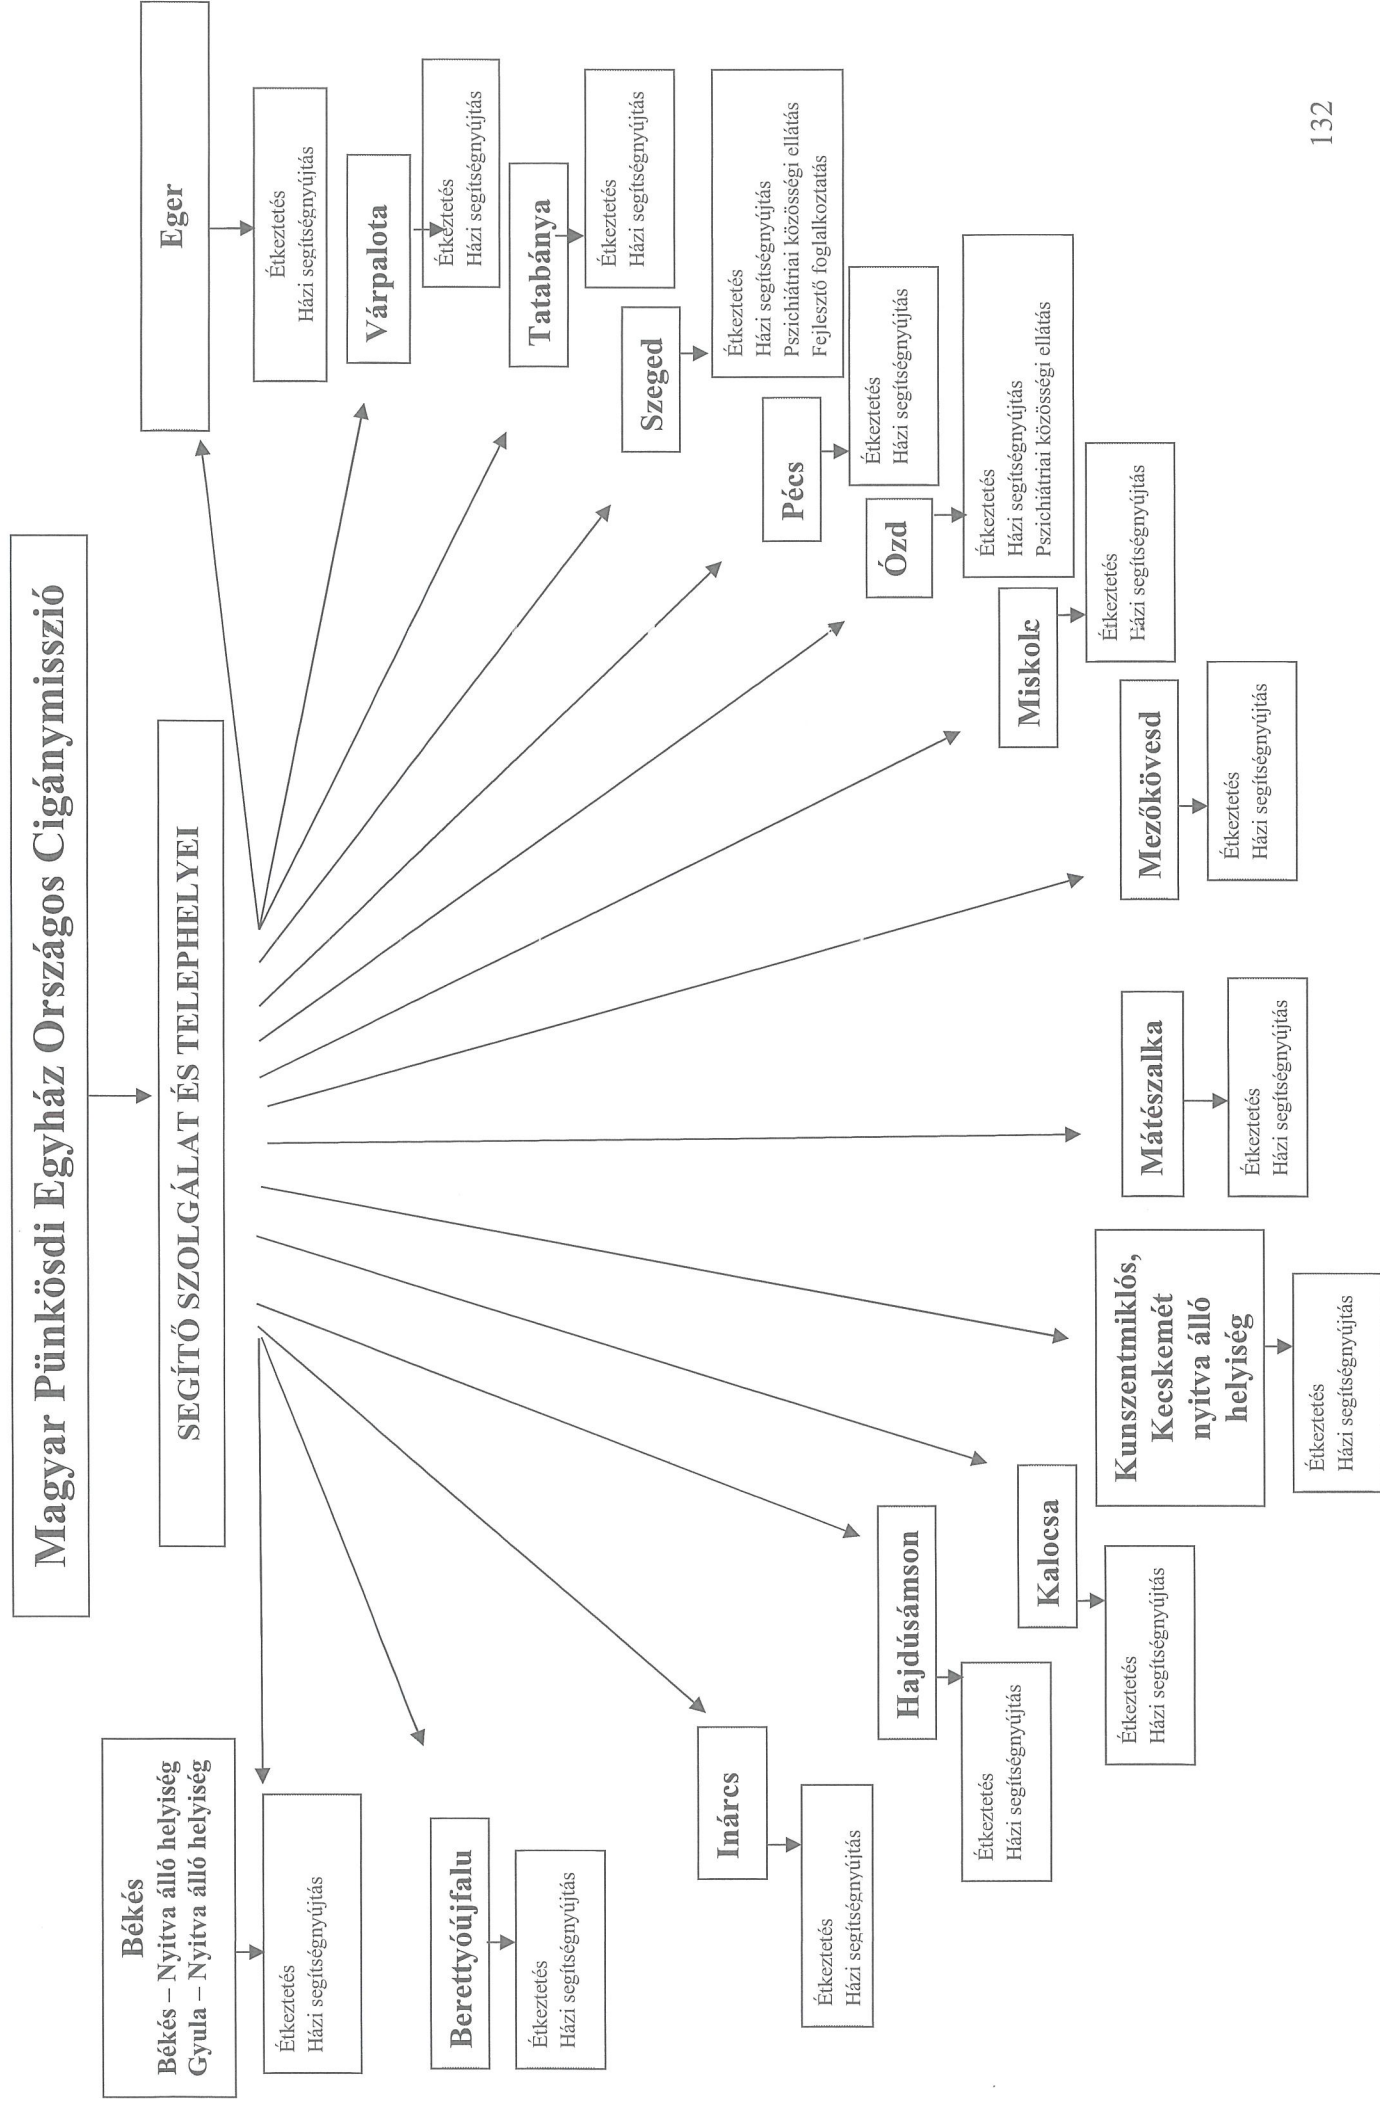 Magyar Pünkösdi Egyház Országos Cigánymisszió
SEGÍTŐ SZOLGÁLAT ÉS TELEPHELYEI
Békés
Békés – Nyitva álló helyiség
Gyula – Nyitva álló helyiség
Étkeztetés
Házi segítségnyújtás
Berettyóújfalu
Étkeztetés
Házi segítségnyújtás
Inárcs
Étkeztetés
Házi segítségnyújtás
Hajdúsámson
Étkeztetés
Házi segítségnyújtás
Kalocsa
Étkeztetés
Házi segítségnyújtás
Kunszentmiklós,
Kecskemét
nyitva álló
helyiség
Étkeztetés
Házi segítségnyújtás
Mátészalka
Étkeztetés
Házi segítségnyújtás
Mezőkövesd
Étkeztetés
Házi segítségnyújtás
Miskolc
Étkeztetés
Házi segítségnyújtás
Ózd
Étkeztetés
Házi segítségnyújtás
Pszichiátriai közösségi ellátás
Pécs
Étkeztetés
Házi segítségnyújtás
Szeged
Étkeztetés
Házi segítségnyújtás
Pszichiátriai közösségi ellátás
Fejlesztő foglalkoztatás
Tatabánya
Étkeztetés
Házi segítségnyújtás
Várpalota
Étkeztetés
Házi segítségnyújtás
Eger
Étkeztetés
Házi segítségnyújtás
132